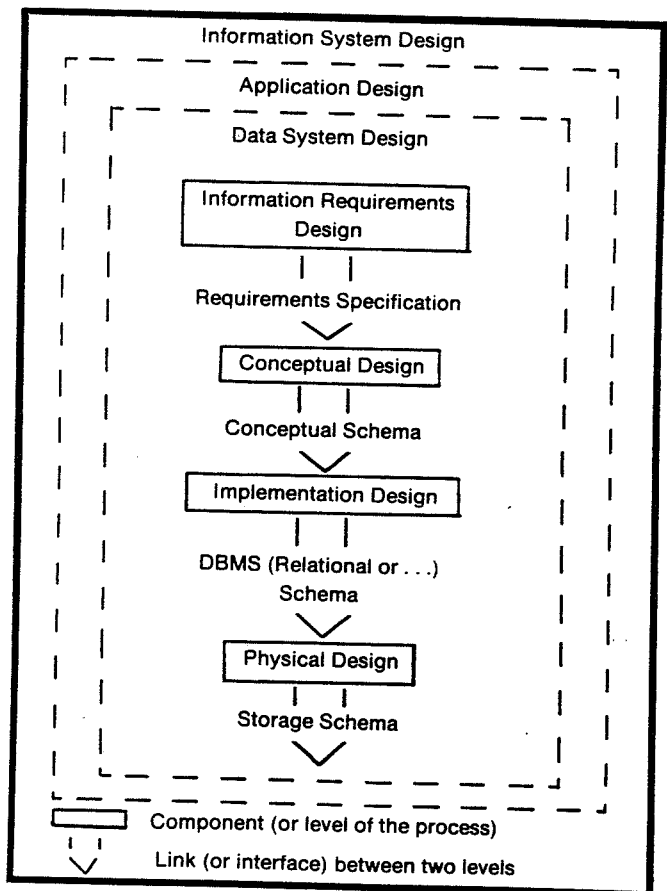 Information System Design
Application Design
Data System Design
Information Requirements
Design
Requirements Specification
Conceptual Design
Conceptual Schema
Implementation Design
DBMS (Relational or . . .)
Schema
Physical Design
Storage Schema
Component (or level of the process)
Link (or interface) between two levels